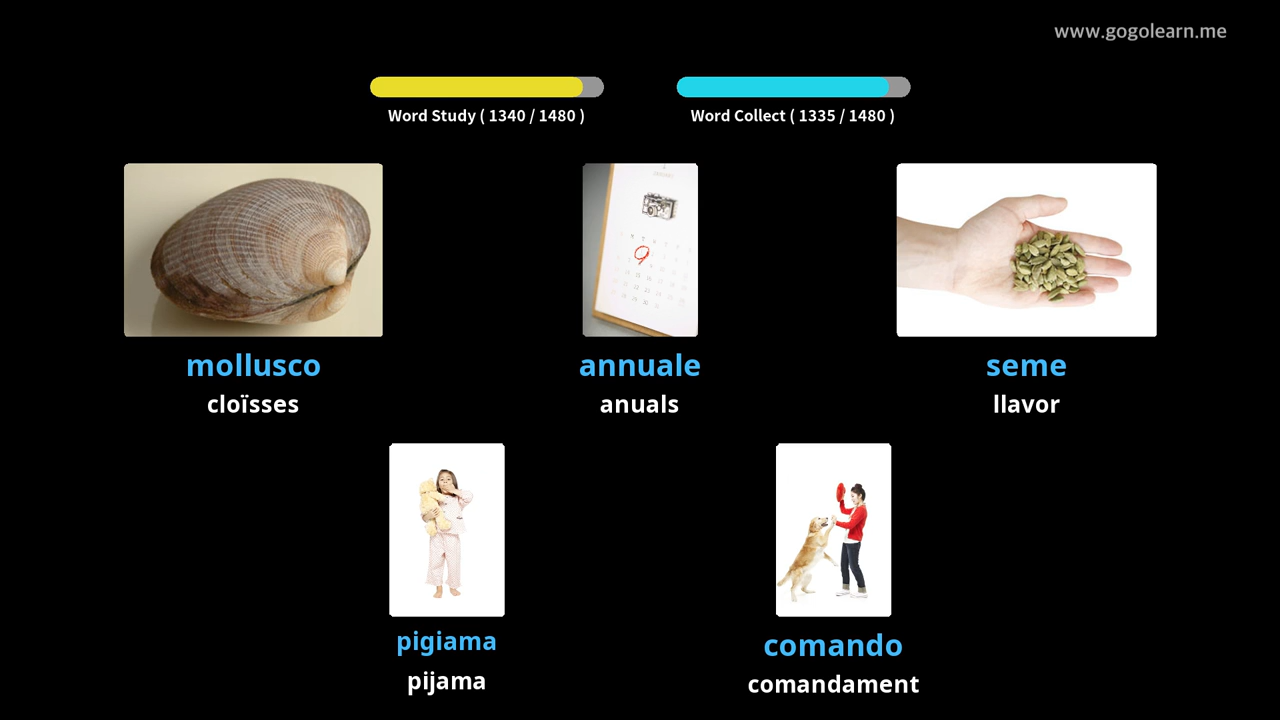 www.gogolearn.me
Word Study ( 1340 / 1480 )
Word Collect ( 1335 / 1480 )
mollusco
cloïsses
annuale
anuals
seme
llavor
pigiama
pijama
comando
comandament